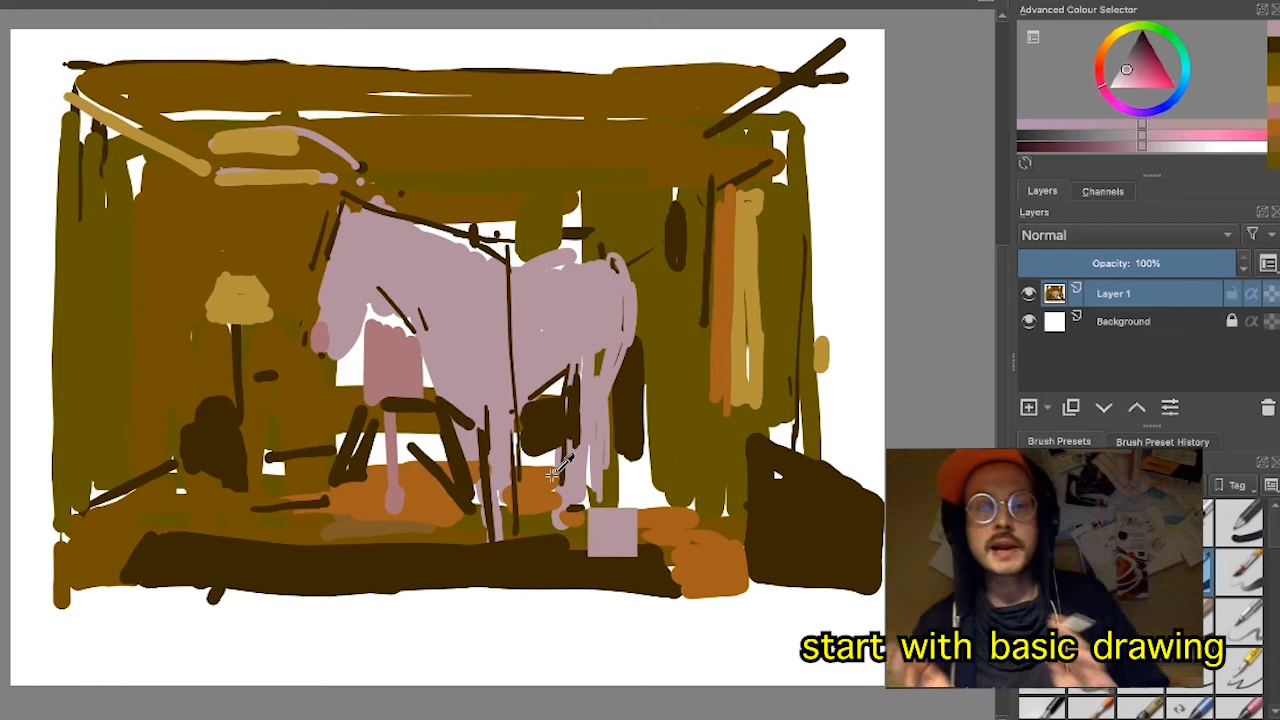 Advanced Colour Selector
Layers
Channels
Layers
Normal
Opacity: 100%
Layer 1
Background
Brush Presets
Brush Preset History
Tag
start with basic drawing